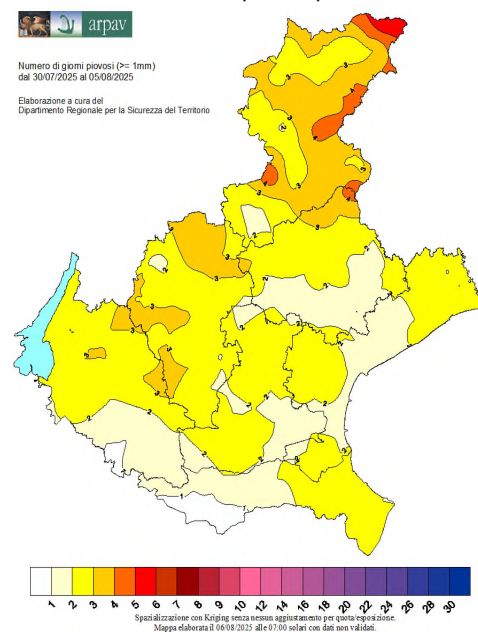 arpav
Numero di giorni piovosi (>= 1mm)
dal 30/07/2025 al 05/08/2025
Elaborazione a cura del
Dipartimento Regionale per la Sicurezza del Territorio
1 2 3 4 5 6 7 8 9 10 12 14 16 18 20 22 24 26 28 30
Spazializzazione con Kriging senza nessun aggiustamento per quota/esposizione.
Mappa elaborata il 06/08/2025 alle 07:00 solari con dati non validati.